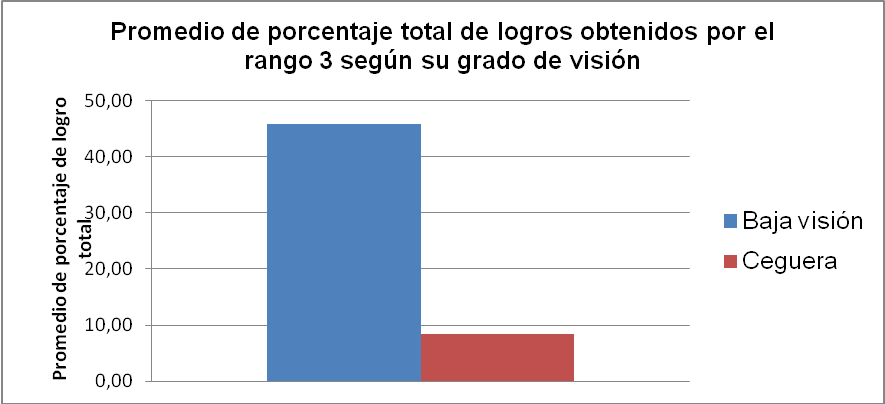 Promedio de porcentaje total de logros obtenidos por el
rango 3 según su grado de visión
Promedio de porcentaje de logro
total
50,00
40,00
30,00
20,00
10,00
0,00
Baja visión
Ceguera